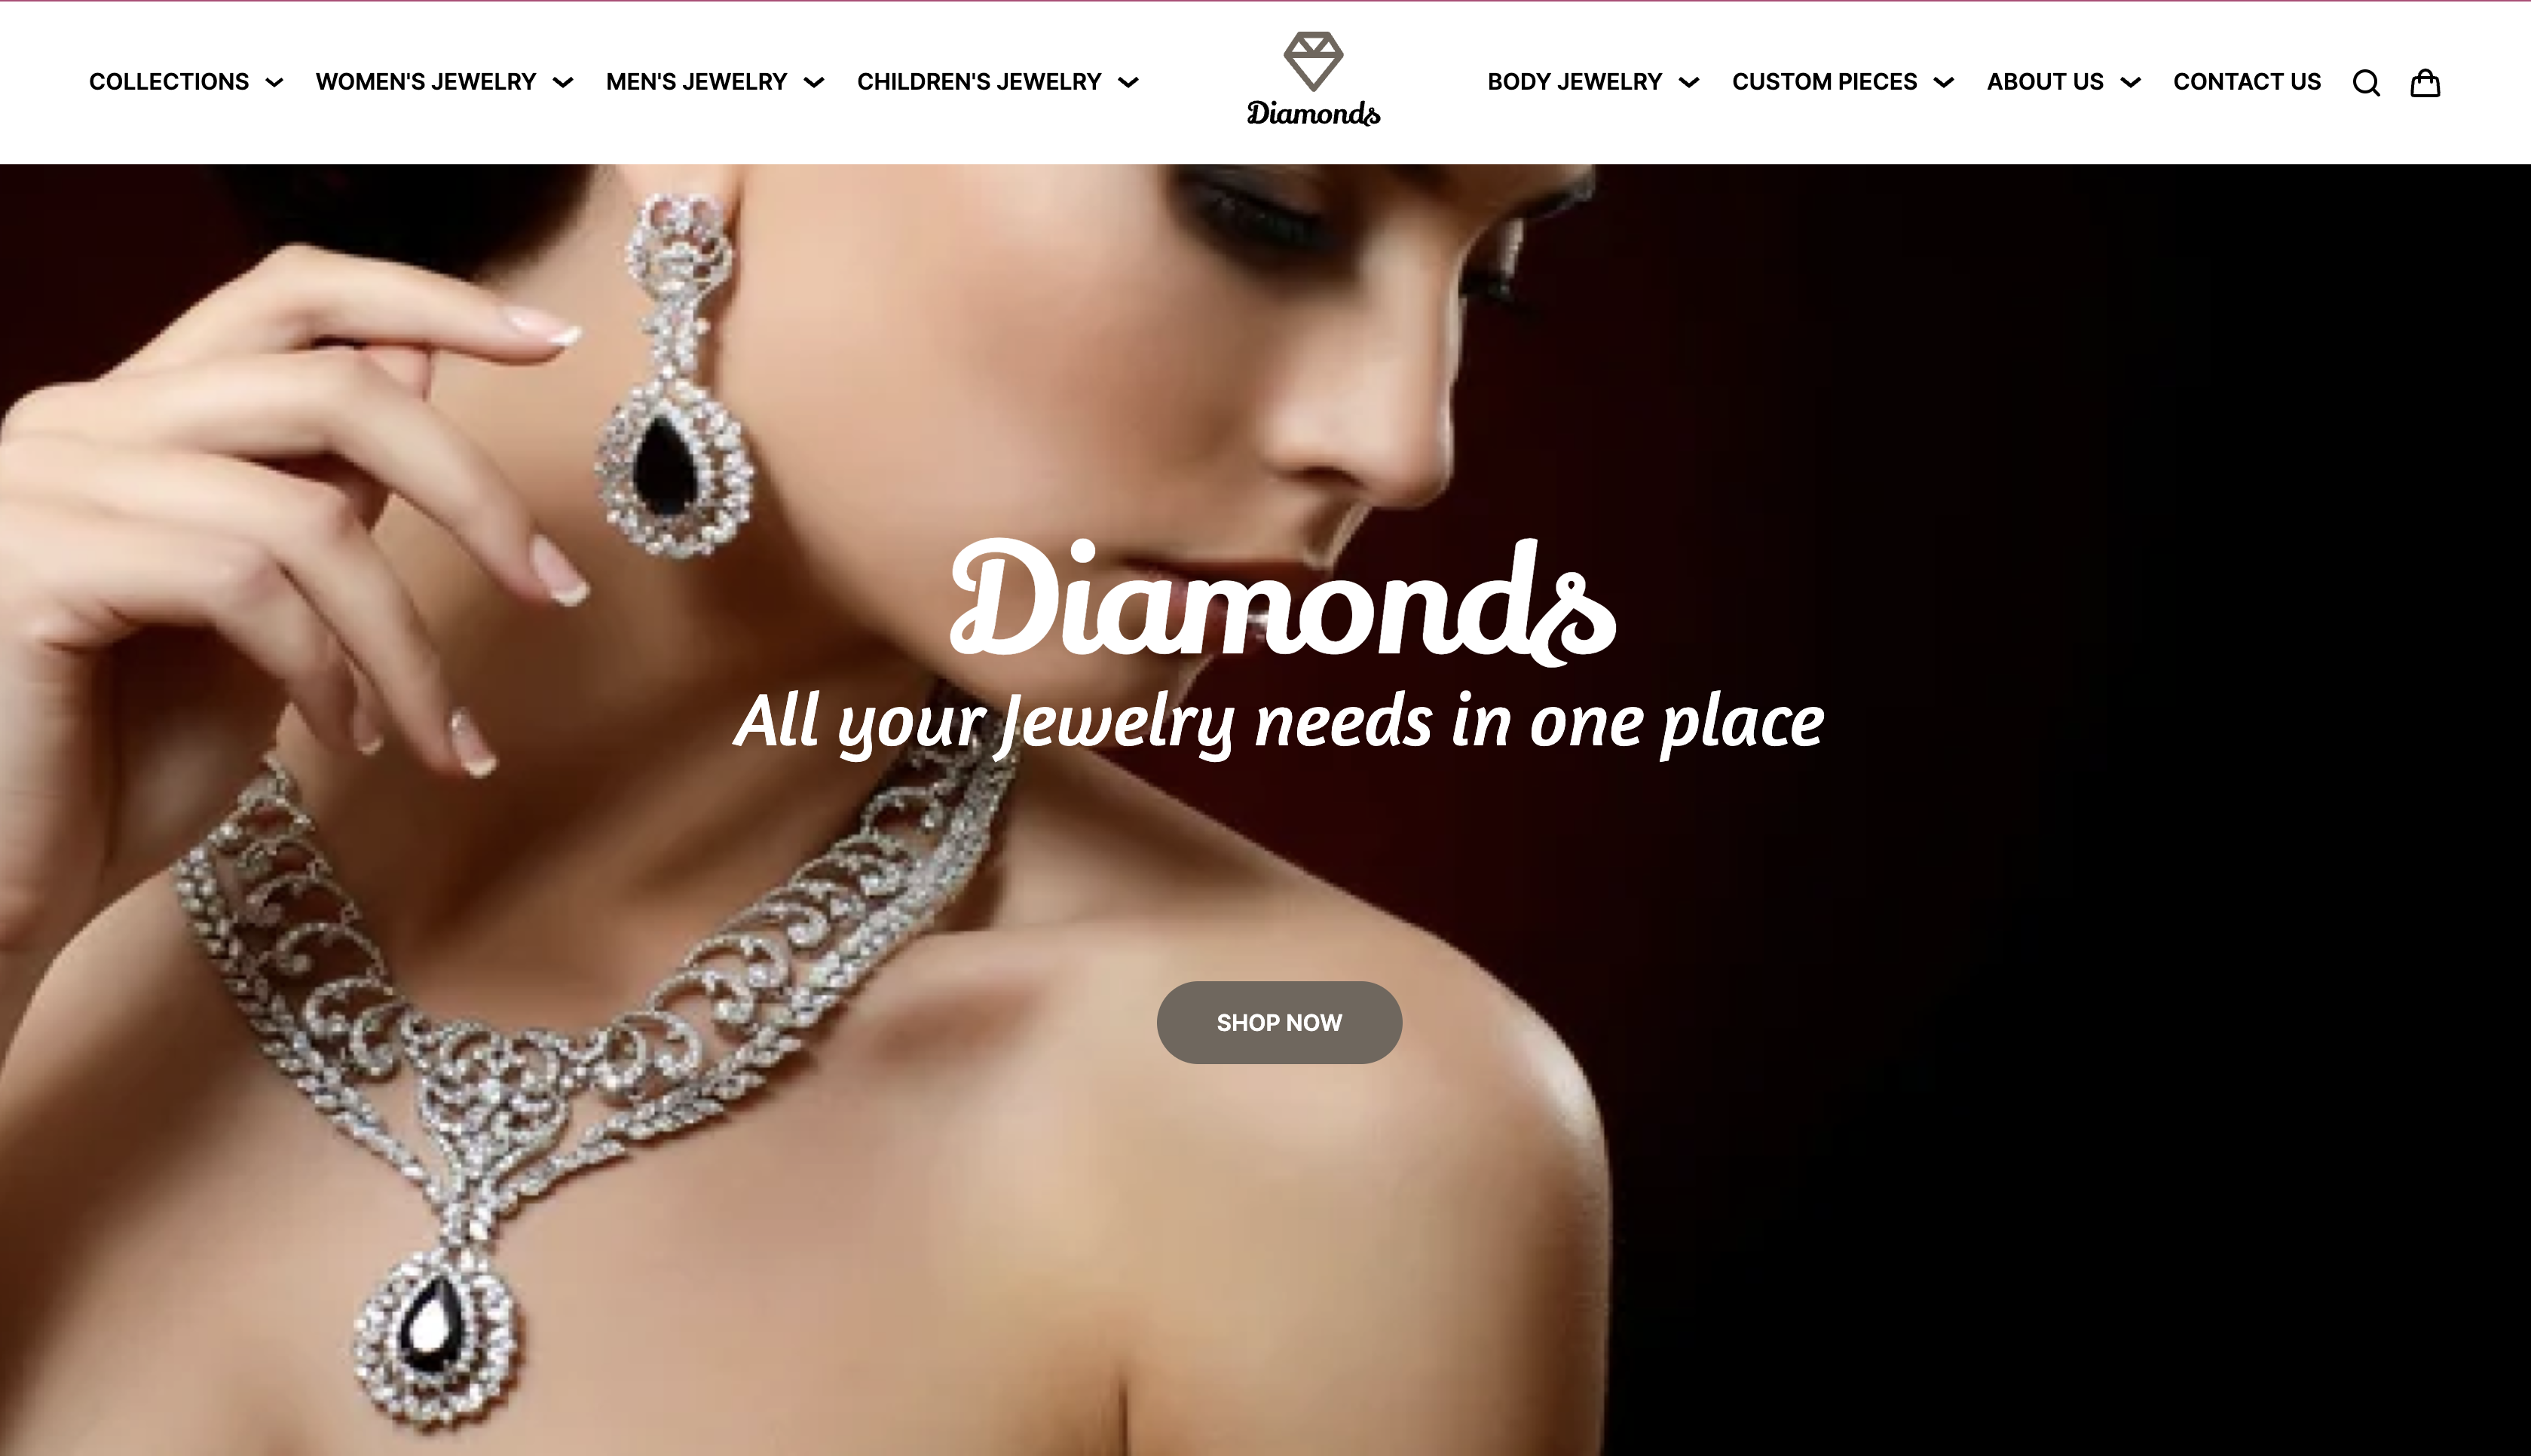 COLLECTIONS WOMEN'S JEWELRY MEN'S JEWELRY CHILDREN'S JEWELRY
Diamonds
BODY JEWELRY CUSTOM PIECES ABOUT US CONTACT US
Diamonds
All your Jewelry needs in one place
SHOP NOW